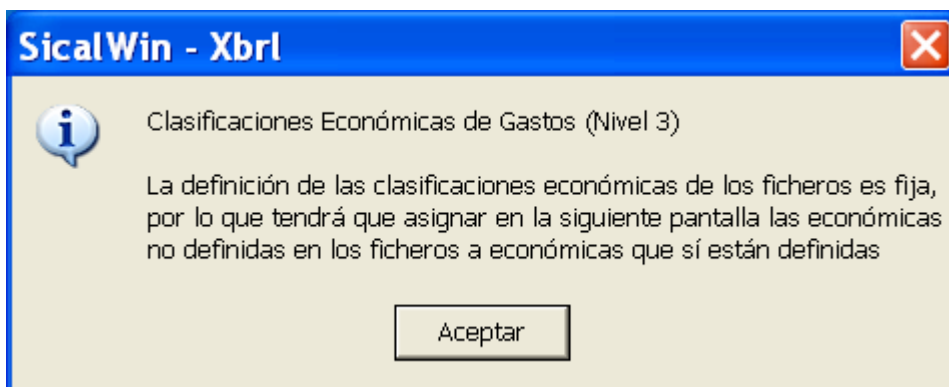 SicalWin - Xbrl
Clasificaciones Económicas de Gastos (Nivel 3)
La definición de las clasificaciones económicas de los ficheros es fija,
por lo que tendrá que asignar en la siguiente pantalla las económicas
no definidas en los ficheros a económicas que sí están definidas
Aceptar